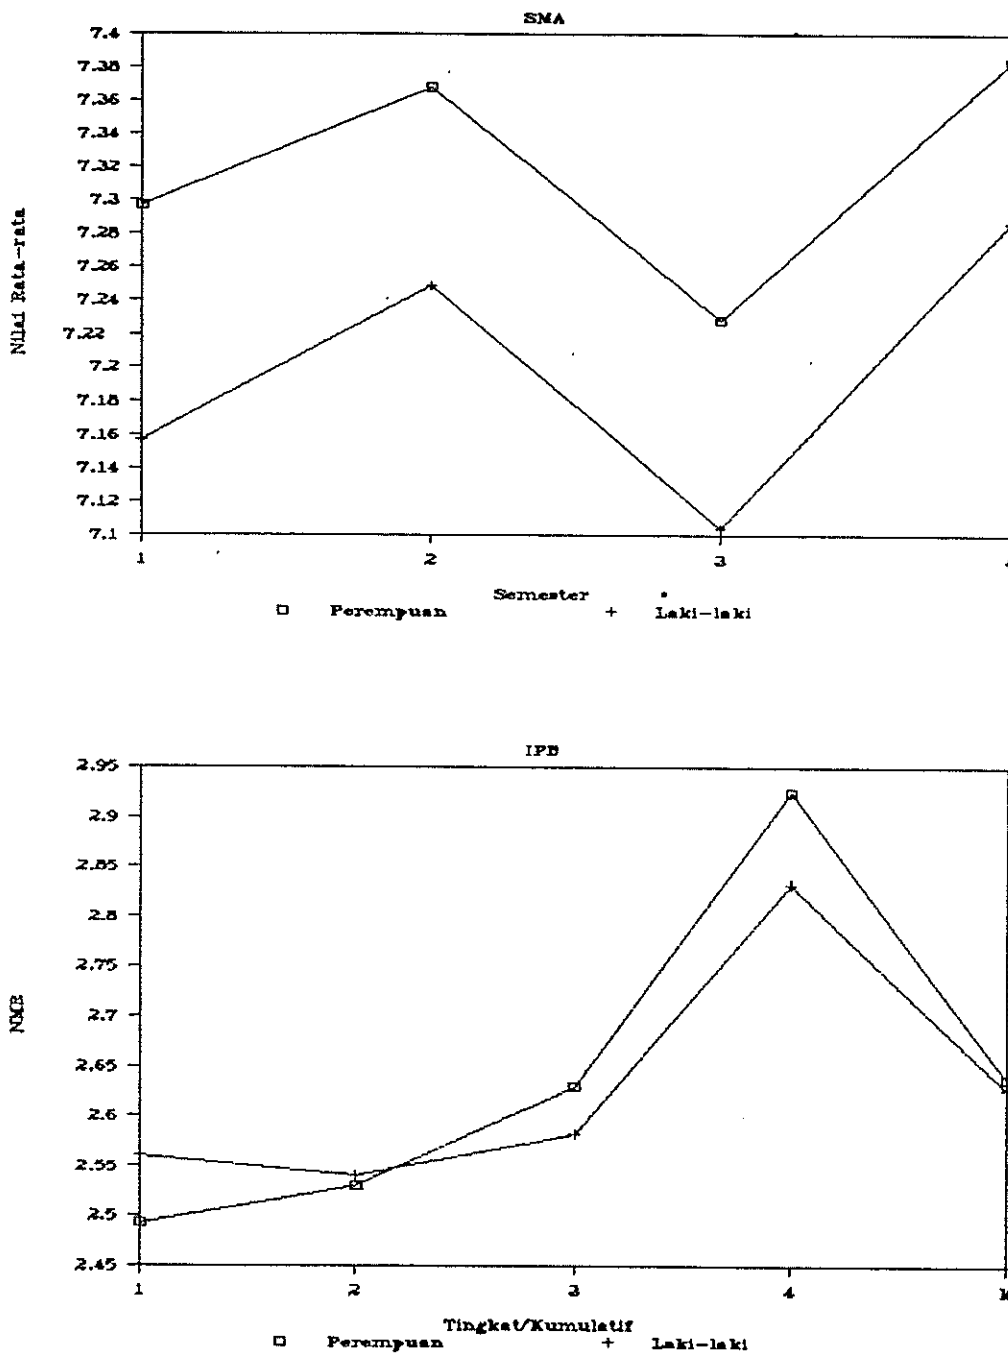 SMA
7.4
7.38
7.36
7.34
7.32
7.3
7.28
7.26
7.24
7.22
7.2
7.18
7.16
7.14
7.12
7.1
Nilai Rata-rata
1 2 3
Semester
Perempuan Laki-laki
IPB
2.95
2.9
2.85
2.8
2.75
2.7
2.65
2.6
2.55
2.5
2.45
NMR
1 2 3 4
Tingkat/Kumulatif
Perempuan Laki-laki